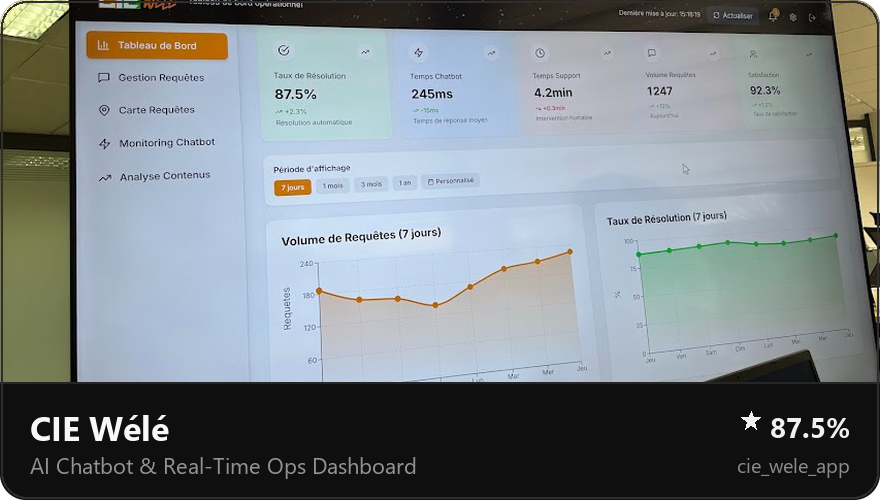 CIE Wélé
Tableau de Bord Opérationnel
Dernière mise à jour: 15:18:19
Actualiser
Tableau de Bord
Gestion Requêtes
Carte Requêtes
Monitoring Chatbot
Analyse Contenus
Taux de Résolution
87.5%
+2.3%
Résolution automatique
Temps Chatbot
245ms
-15ms
Temps de réponse moyen
Temps Support
4.2min
+0.3min
Intervention humaine
Volume Requêtes
1247
+12%
Aujourd'hui
Satisfaction
92.3%
+1.2%
Taux de satisfaction
Période d'affichage
7 jours
1 mois
3 mois
1 an
Personnalisé
Volume de Requêtes (7 jours)
Requêtes
240
180
120
60
Lun
Mar
Mer
Jeu
Taux de Résolution (7 jours)
%
100
75
50
25
0
Jeu
Ven
Sam
Dim
Lun
Mar
Mer
Jeu
CIE Wélé
★ 87.5%
AI Chatbot & Real-Time Ops Dashboard
cie_wele_app